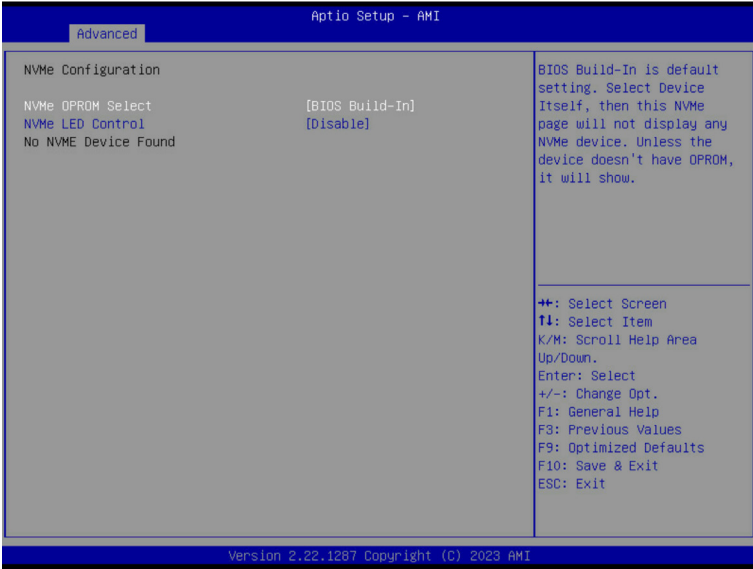 Aptio Setup – AMI
Advanced
NVMe Configuration
NVMe OPROM Select [BIOS Build-In]
NVMe LED Control [Disable]
No NVME Device Found
BIOS Build-In is default
setting. Select Device
Itself, then this NVMe
page will not display any
NVMe device. Unless the
device doesn't have OPROM,
it will show.
→←: Select Screen
↑↓: Select Item
K/M: Scroll Help Area
Up/Down.
Enter: Select
+/-: Change Opt.
F1: General Help
F3: Previous Values
F9: Optimized Defaults
F10: Save & Exit
ESC: Exit
Version 2.22.1287 Copyright (C) 2023 AMI